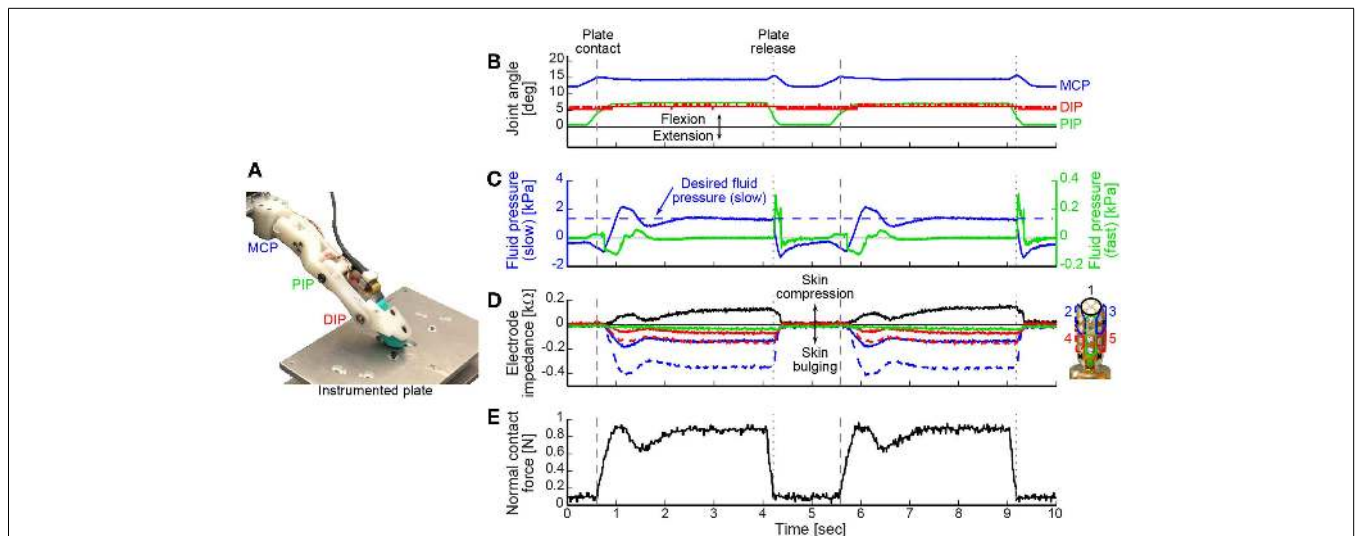 Plate
contact
Plate
release
B
20
15
10
5
0
Joint angle
[deg]
Flexion
Extension
MCP
DIP
PIP
A
MCP
PIP
DIP
Instrumented plate
C
4
2
0
-2
Fluid pressure
(slow) [kPa]
Desired fluid
pressure (slow)
0.4
0.2
0
-0.2
Fluid pressure
(fast) [kPa]
D
0.2
0
-0.2
-0.4
Electrode
impedance [kΩ]
Skin
compression
Skin
bulging
1
2 3
4 5
E
1
0.8
0.6
0.4
0.2
0
Normal contact
force [N]
0 1 2 3 4 5 6 7 8 9 10
Time [sec]